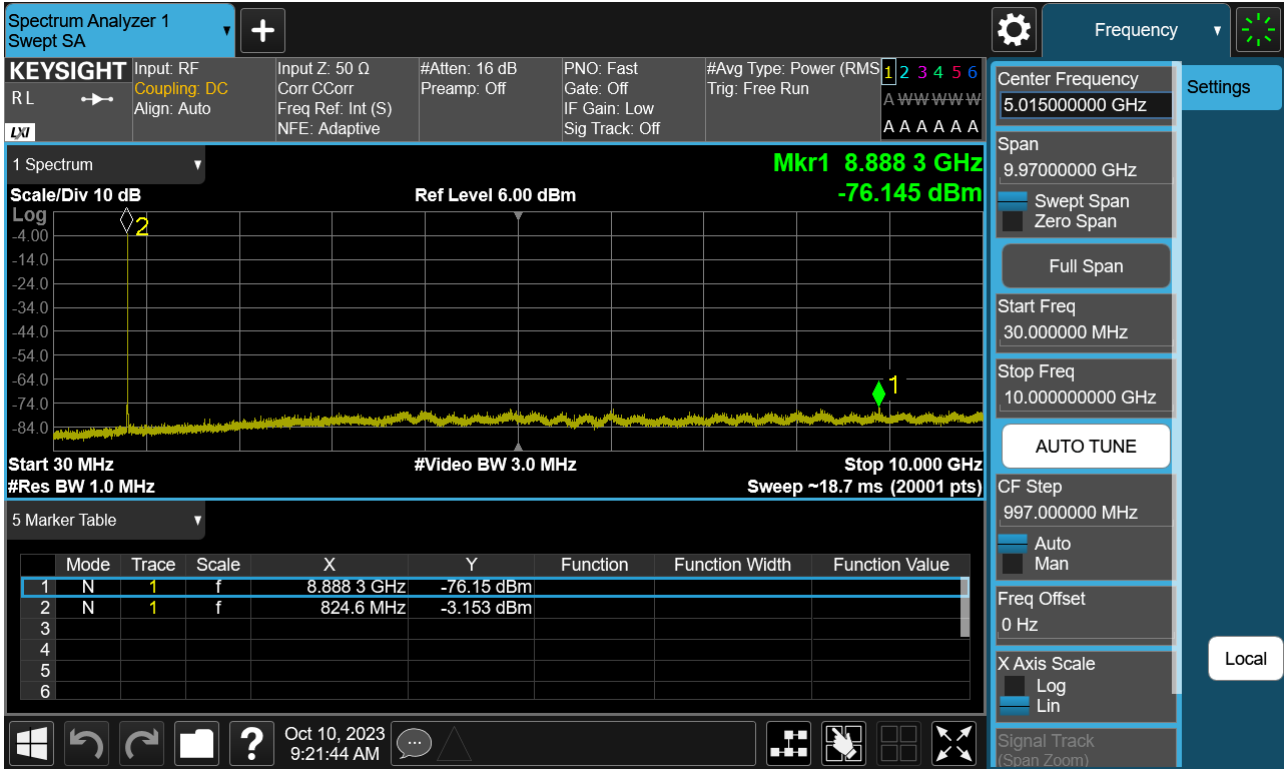 Spectrum Analyzer 1
Swept SA
Frequency
KEYSIGHT
R L
LXI
Input: RF
Coupling: DC
Align: Auto
Input Z: 50 Ω
Corr CCorr
Freq Ref: Int (S)
NFE: Adaptive
#Atten: 16 dB
Preamp: Off
PNO: Fast
Gate: Off
IF Gain: Low
Sig Track: Off
#Avg Type: Power (RMS
Trig: Free Run
1 2 3 4 5 6
A W W W W W
A A A A A A
1 Spectrum
Mkr1 8.888 3 GHz
Scale/Div 10 dB
Ref Level 6.00 dBm
-76.145 dBm
Log
2
-4.00
-14.0
-24.0
-34.0
-44.0
-54.0
-64.0
1
-74.0
-84.0
Start 30 MHz
#Video BW 3.0 MHz
Stop 10.000 GHz
#Res BW 1.0 MHz
Sweep ~18.7 ms (20001 pts)
5 Marker Table
Mode Trace Scale X Y Function Function Width Function Value
1 N 1 f 8.888 3 GHz -76.15 dBm
2 N 1 f 824.6 MHz -3.153 dBm
3
4
5
6
Oct 10, 2023
9:21:44 AM
Center Frequency
5.015000000 GHz
Settings
Span
9.97000000 GHz
Swept Span
Zero Span
Full Span
Start Freq
30.000000 MHz
Stop Freq
10.000000000 GHz
AUTO TUNE
CF Step
997.000000 MHz
Auto
Man
Freq Offset
0 Hz
X Axis Scale
Log
Lin
Local
Signal Track
(Span Zoom)